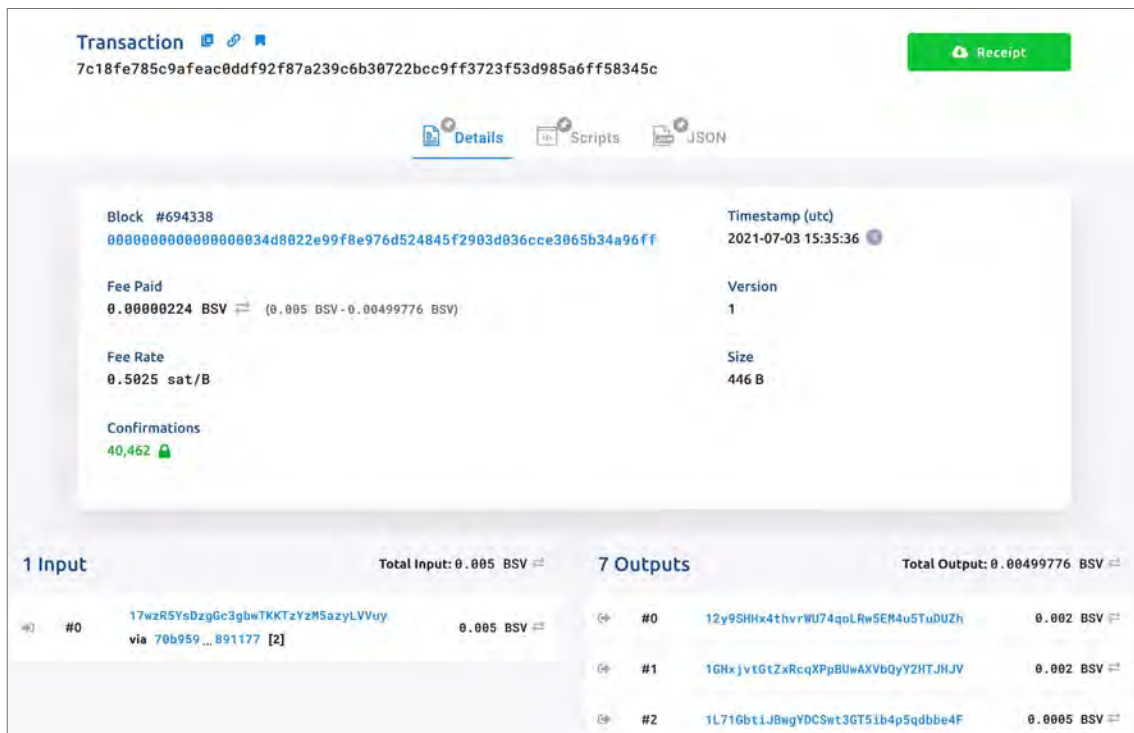 Transaction
7c18fe785c9afeac0ddf92f87a239c6b30722bcc9ff3723f53d985a6ff58345c
Receipt
Details
Scripts
JSON
Block #694338
0000000000000000034d8022e99f8e976d524845f2903d036cce3065b34a96ff
Timestamp (utc)
2021-07-03 15:35:36
Fee Paid
0.00000224 BSV (0.005 BSV - 0.00499776 BSV)
Version
1
Fee Rate
0.5025 sat/B
Size
446 B
Confirmations
40,462
1 Input
Total Input: 0.005 BSV
#0
17wzR5YsDzgGc3gbwTKKTzYzM5azyLVVuy
0.005 BSV
via 70b959...891177 [2]
7 Outputs
Total Output: 0.00499776 BSV
#0 12y9SHHx4thvrWU74qoLRw5EM4u5TuDUZh 0.002 BSV
#1 1GHxjvtGtZxRcqXPpBUwAXVbQyY2HTJHJV 0.002 BSV
#2 1L71GbtiJBwgYDCSwt3GT5ib4p5qdbbe4F 0.0005 BSV